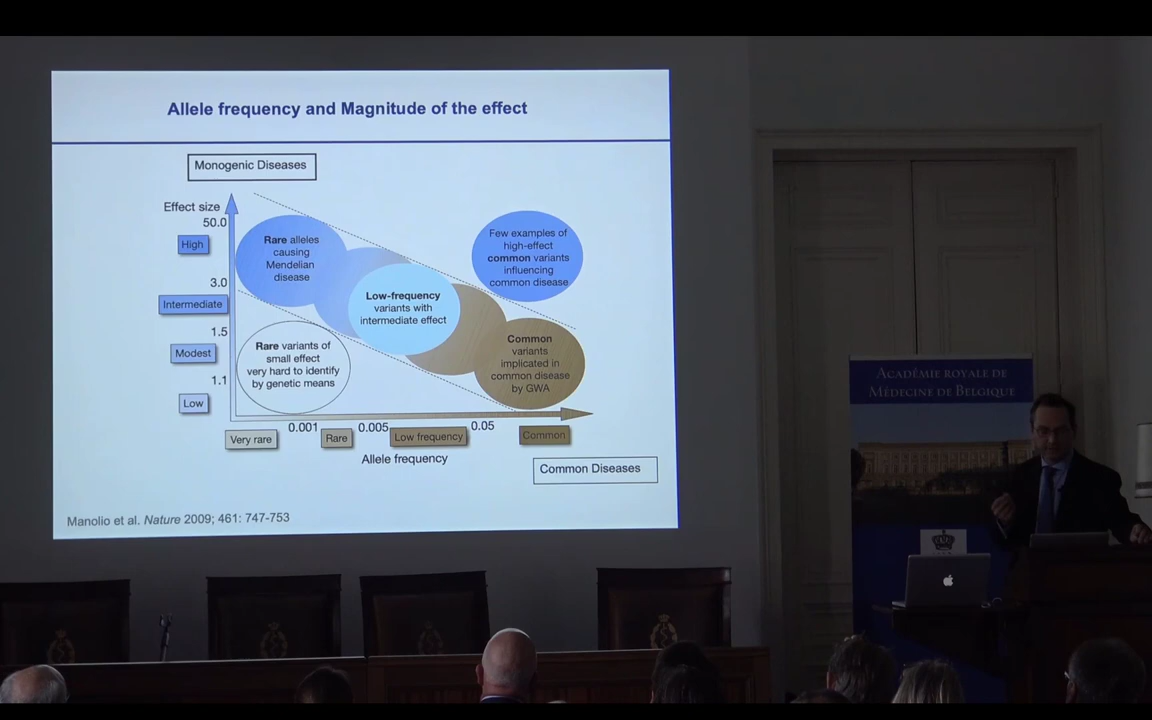 Allele frequency and Magnitude of the effect
Monogenic Diseases
Effect size
50.0
High
3.0
Intermediate
1.5
Modest
1.1
Low
Rare alleles
causing
Mendelian
disease
Low-frequency
variants with
intermediate effect
Few examples of
high-effect
common variants
influencing
common disease
Rare variants of
small effect
very hard to identify
by genetic means
Common
variants
implicated in
common disease
by GWA
0.001
0.005
0.05
Very rare
Rare
Low frequency
Common
Allele frequency
Common Diseases
Manolio et al. Nature 2009; 461: 747-753
Académie royale de
Médecine de Belgique